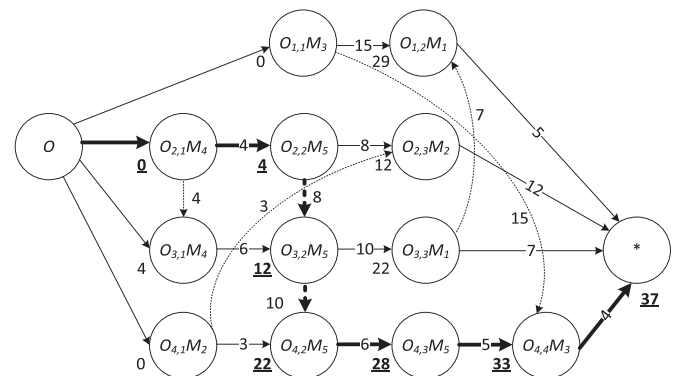 O1,1M3 15 O1,2M1
0 29
7
5
O O2,1M4 4 O2,2M5 8 O2,3M2
0 4 12
12
4 3 8 15
O3,1M4 6 O3,2M5 10 O3,3M1 7 *
4 12 22 37
10
O4,1M2 3 O4,2M5 6 O4,3M5 5 O4,4M3 4
0 22 28 33